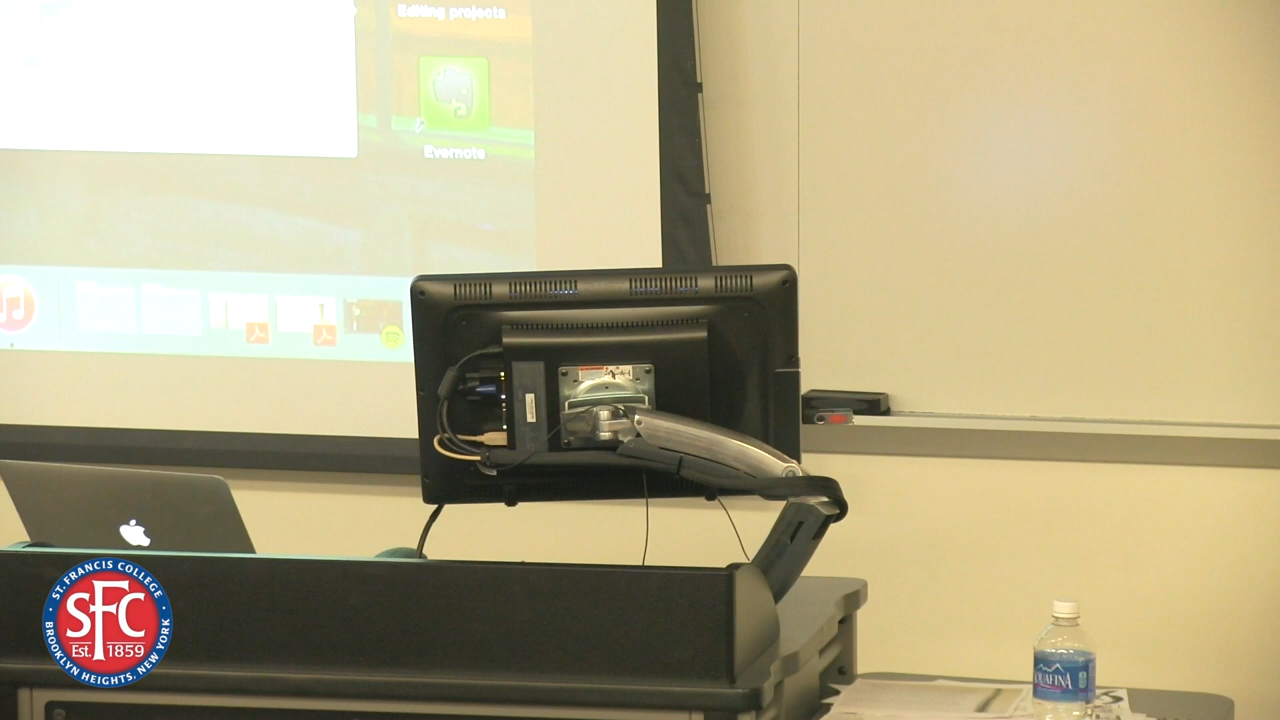 Editing projects
Evernote
ST. FRANCIS COLLEGE
SFC
Est. 1859
BROOKLYN HEIGHTS, NEW YORK
AQUAFINA